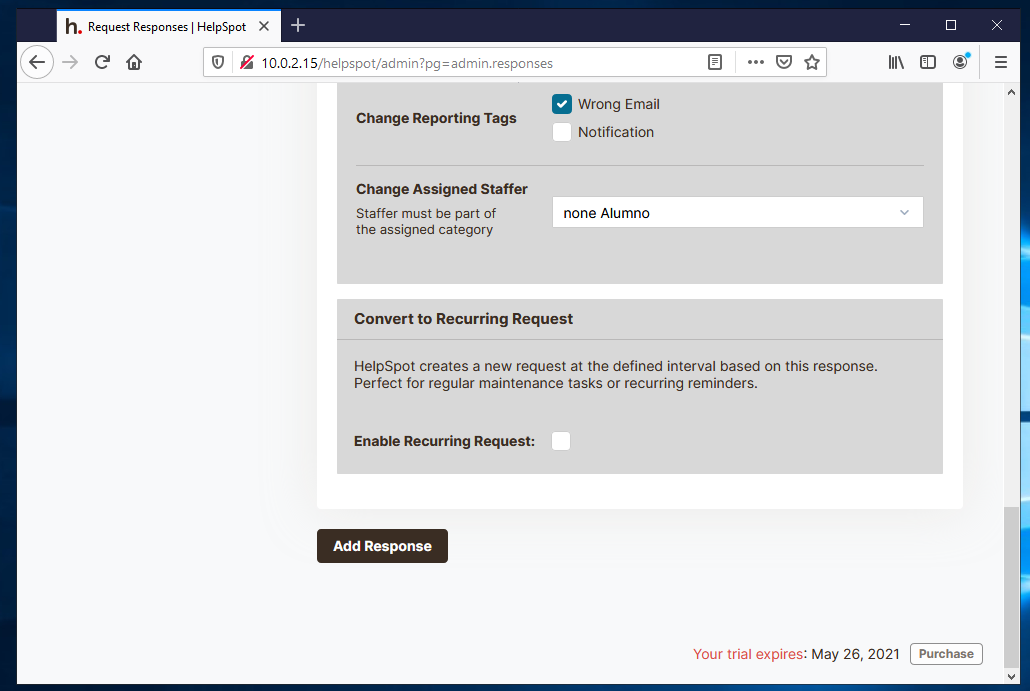 h. Request Responses | HelpSpot
10.0.2.15/helpspot/admin?pg=admin.responses
Change Reporting Tags
Wrong Email
Notification
Change Assigned Staffer
Staffer must be part of
the assigned category
none Alumno
Convert to Recurring Request
HelpSpot creates a new request at the defined interval based on this response.
Perfect for regular maintenance tasks or recurring reminders.
Enable Recurring Request:
Add Response
Your trial expires: May 26, 2021 Purchase